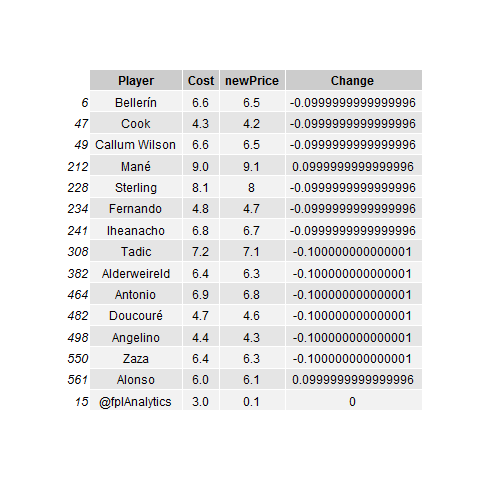 Player Cost newPrice Change
6 Bellerín 6.6 6.5 -0.0999999999999996
47 Cook 4.3 4.2 -0.0999999999999996
49 Callum Wilson 6.6 6.5 -0.0999999999999996
212 Mané 9.0 9.1 0.0999999999999996
228 Sterling 8.1 8 -0.0999999999999996
234 Fernando 4.8 4.7 -0.0999999999999996
241 Iheanacho 6.8 6.7 -0.0999999999999996
308 Tadic 7.2 7.1 -0.100000000000001
382 Alderweireld 6.4 6.3 -0.100000000000001
464 Antonio 6.9 6.8 -0.100000000000001
482 Doucouré 4.7 4.6 -0.100000000000001
498 Angelino 4.4 4.3 -0.100000000000001
550 Zaza 6.4 6.3 -0.100000000000001
561 Alonso 6.0 6.1 0.0999999999999996
15 @fplAnalytics 3.0 0.1 0